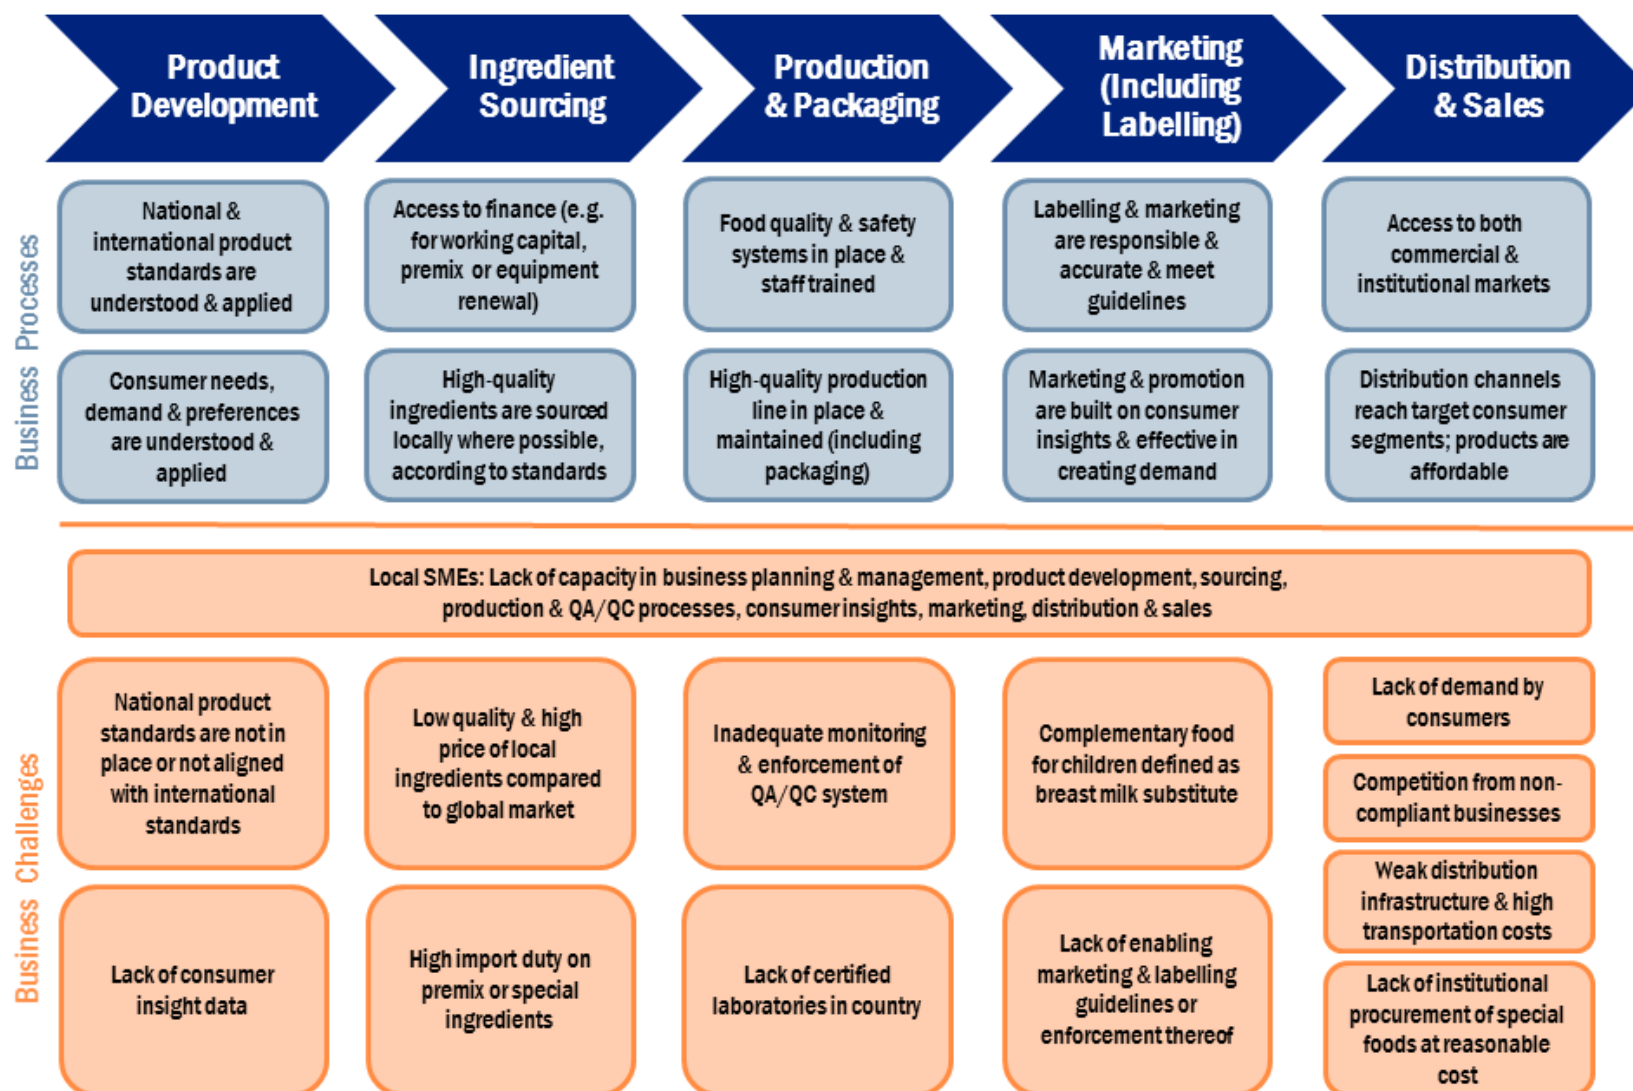 Product
Development
Ingredient
Sourcing
Production
& Packaging
Marketing
(Including
Labelling)
Distribution
& Sales
Business Processes
National &
international product
standards are
understood & applied
Access to finance (e.g.
for working capital,
premix or equipment
renewal)
Food quality & safety
systems in place &
staff trained
Labelling & marketing
are responsible &
accurate & meet
guidelines
Access to both
commercial &
institutional markets
Consumer needs,
demand & preferences
are understood &
applied
High-quality
ingredients are sourced
locally where possible,
according to standards
High-quality production
line in place &
maintained (including
packaging)
Marketing & promotion
are built on consumer
insights & effective in
creating demand
Distribution channels
reach target consumer
segments; products are
affordable
Business Challenges
Local SMEs: Lack of capacity in business planning & management, product development, sourcing,
production & QA/QC processes, consumer insights, marketing, distribution & sales
National product
standards are not in
place or not aligned
with international
standards
Low quality & high
price of local
ingredients compared
to global market
Inadequate monitoring
& enforcement of
QA/QC system
Complementary food
for children defined as
breast milk substitute
Lack of demand by
consumers
Competition from non-
compliant businesses
Weak distribution
infrastructure & high
transportation costs
Lack of institutional
procurement of special
foods at reasonable
cost
Lack of consumer
insight data
High import duty on
premix or special
ingredients
Lack of certified
laboratories in country
Lack of enabling
marketing & labelling
guidelines or
enforcement thereof